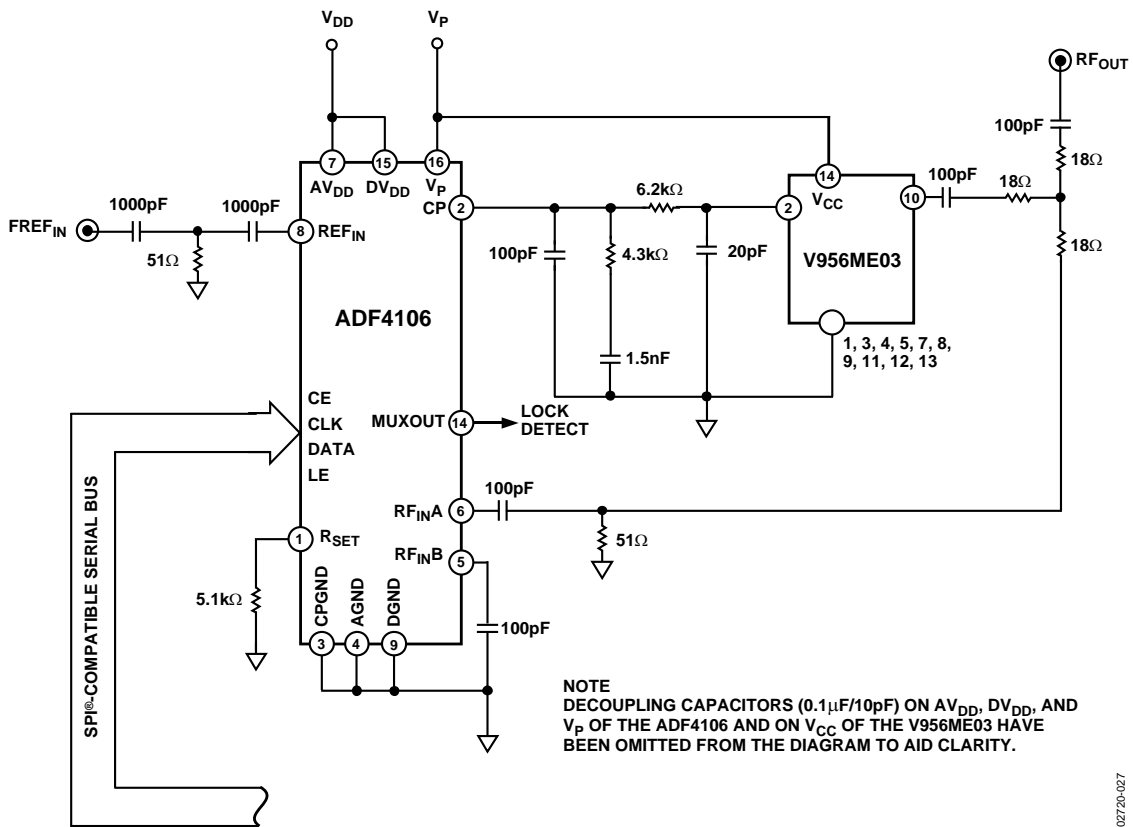 VDD
VP
RFOUT
100pF
18Ω
7
15
16
AVDD
DVDD
VP
CP
2
6.2kΩ
14
VCC
2
10
100pF
18Ω
18Ω
1000pF
1000pF
FREFIN
8
REFIN
51Ω
100pF
4.3kΩ
20pF
V956ME03
ADF4106
1.5nF
1, 3, 4, 5, 7, 8,
9, 11, 12, 13
CE
CLK
DATA
LE
MUXOUT
14
LOCK
DETECT
SPI®-COMPATIBLE SERIAL BUS
100pF
RFINA
6
51Ω
1
RSET
RFINB
5
5.1kΩ
CPGND
AGND
DGND
3
4
9
100pF
NOTE
DECOUPLING CAPACITORS (0.1µF/10pF) ON AVDD, DVDD, AND
VP OF THE ADF4106 AND ON VCC OF THE V956ME03 HAVE
BEEN OMITTED FROM THE DIAGRAM TO AID CLARITY.
02720-027